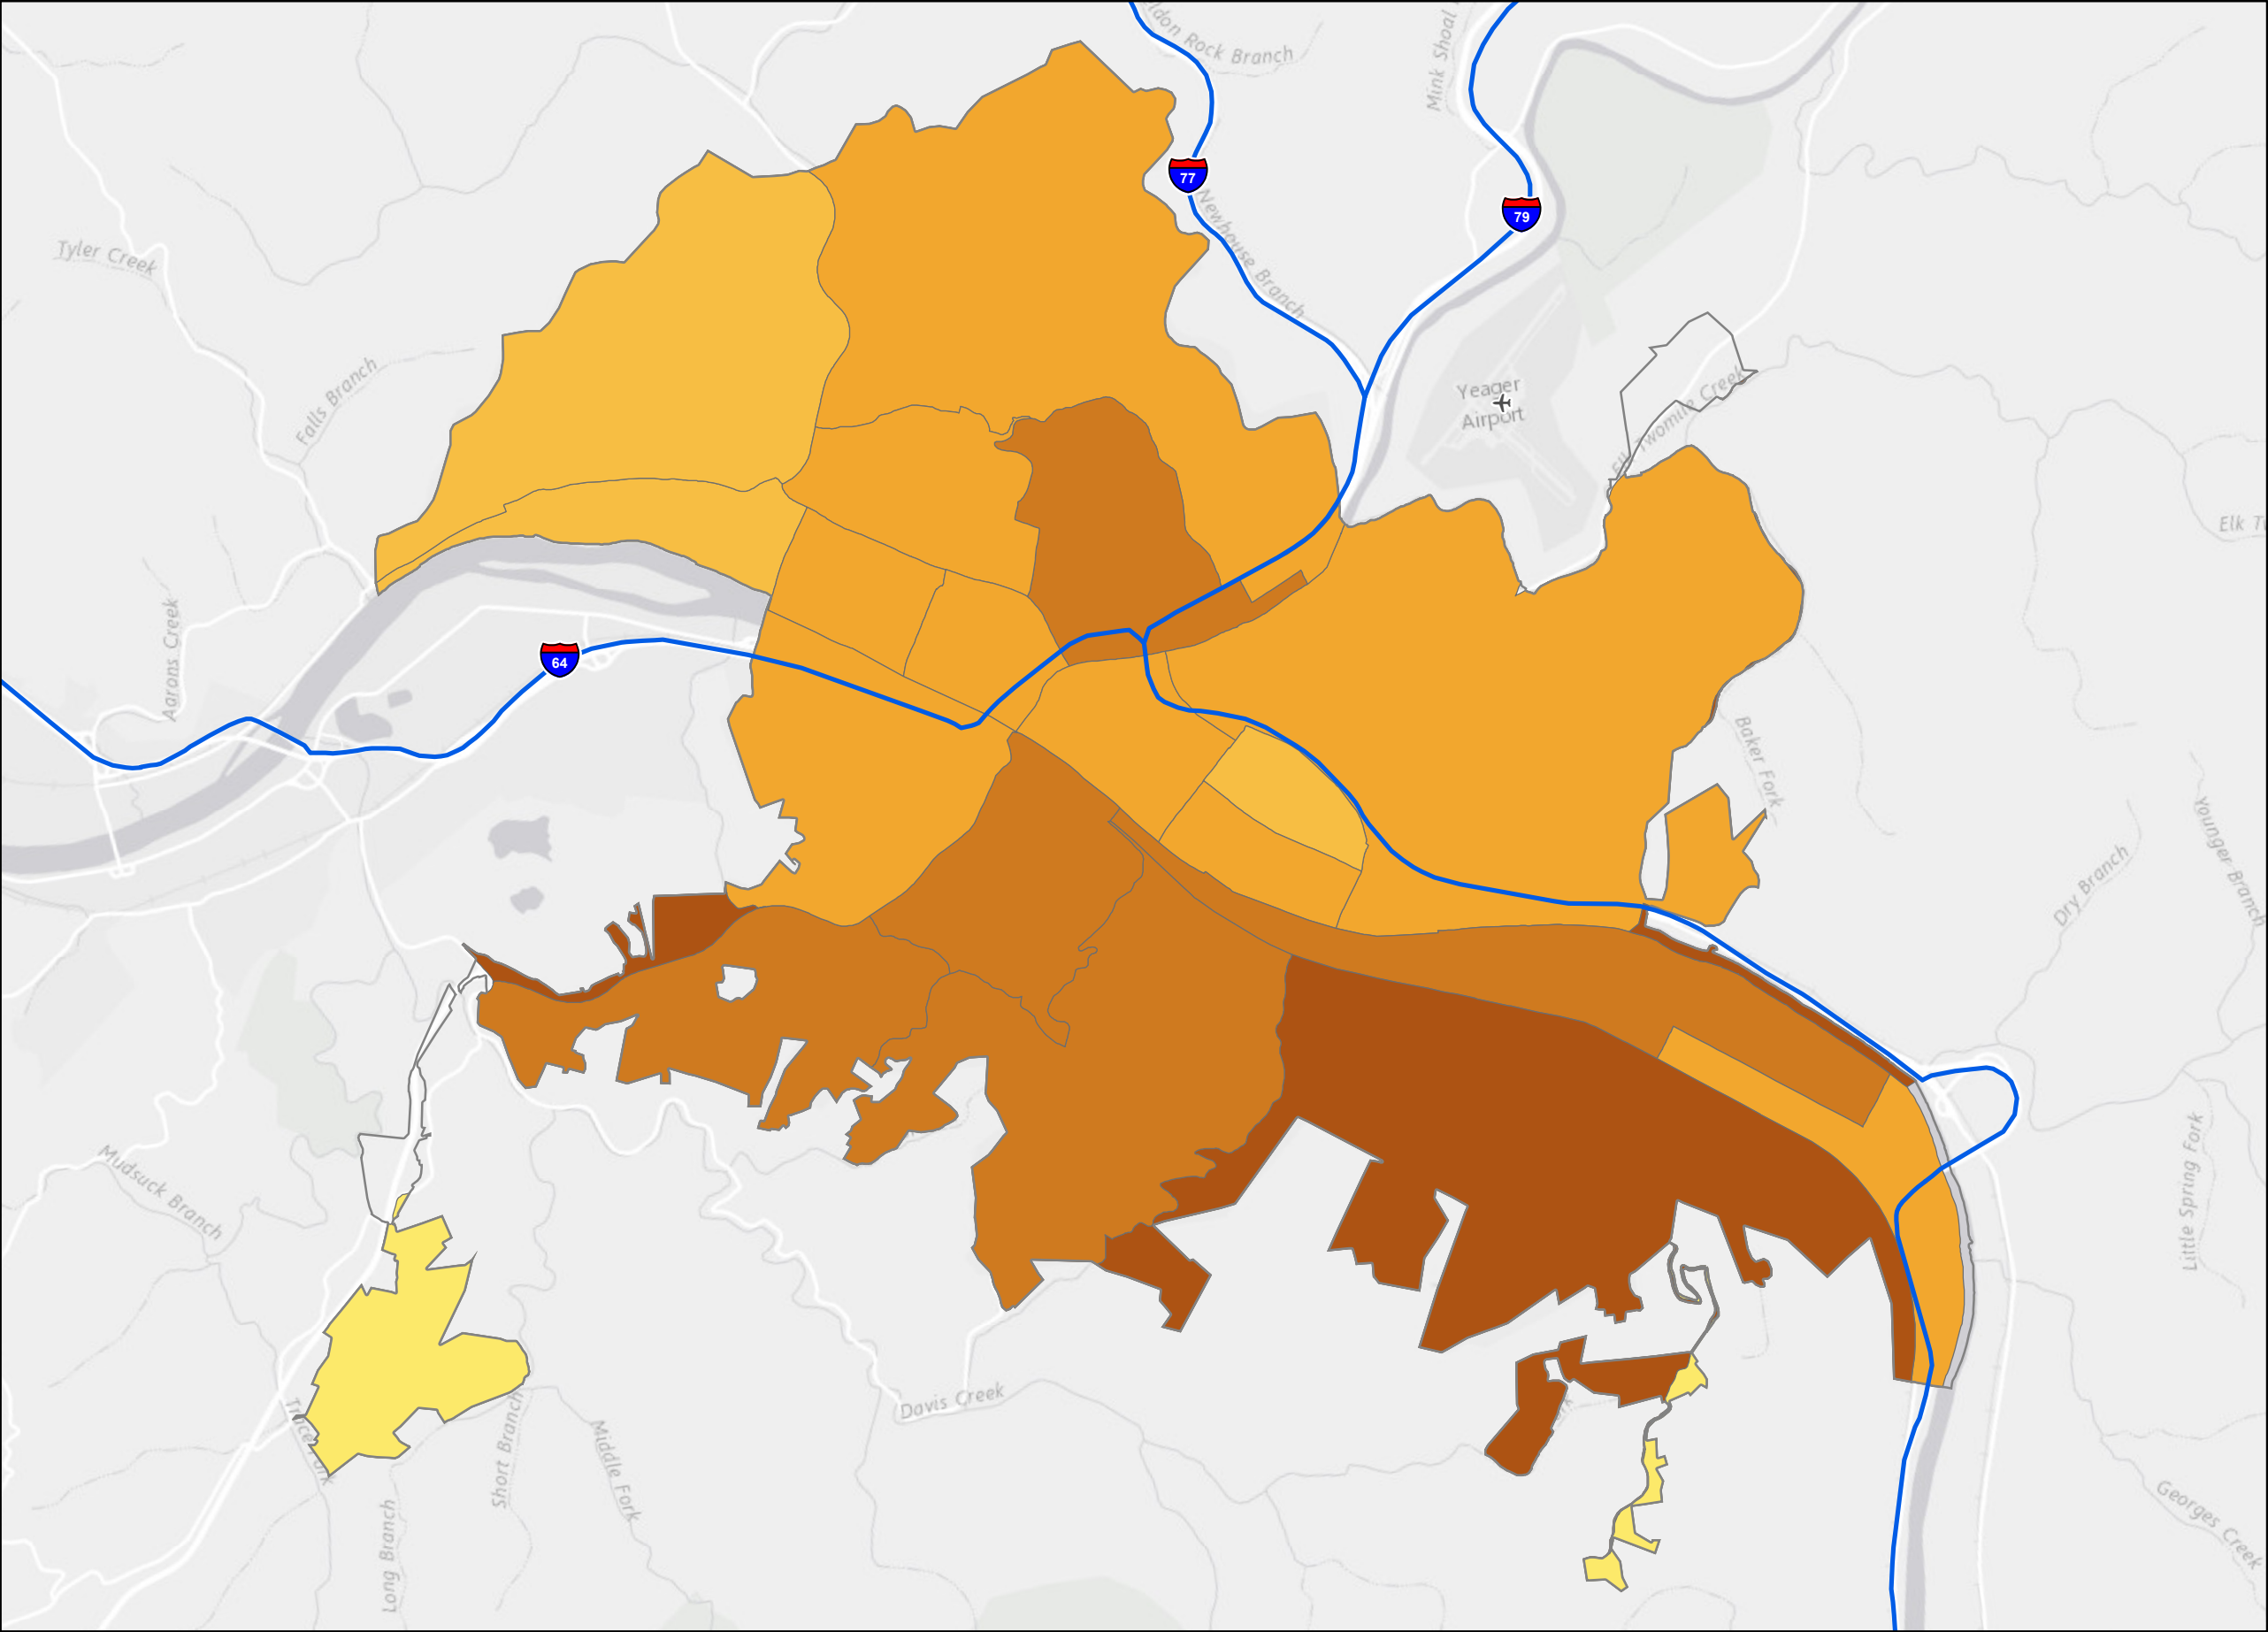 Rock Branch
Mink Shoal
77
79
Newhouse Branch
Tyler Creek
Falls Branch
Yeager
Airport
Twomile Creek
Aarons Creek
64
Baker Fork
Younger Branch
Dry Branch
Mudsuck Branch
Little Spring Fork
Davis Creek
Short Branch
Middle Fork
Long Branch
Georges Creek